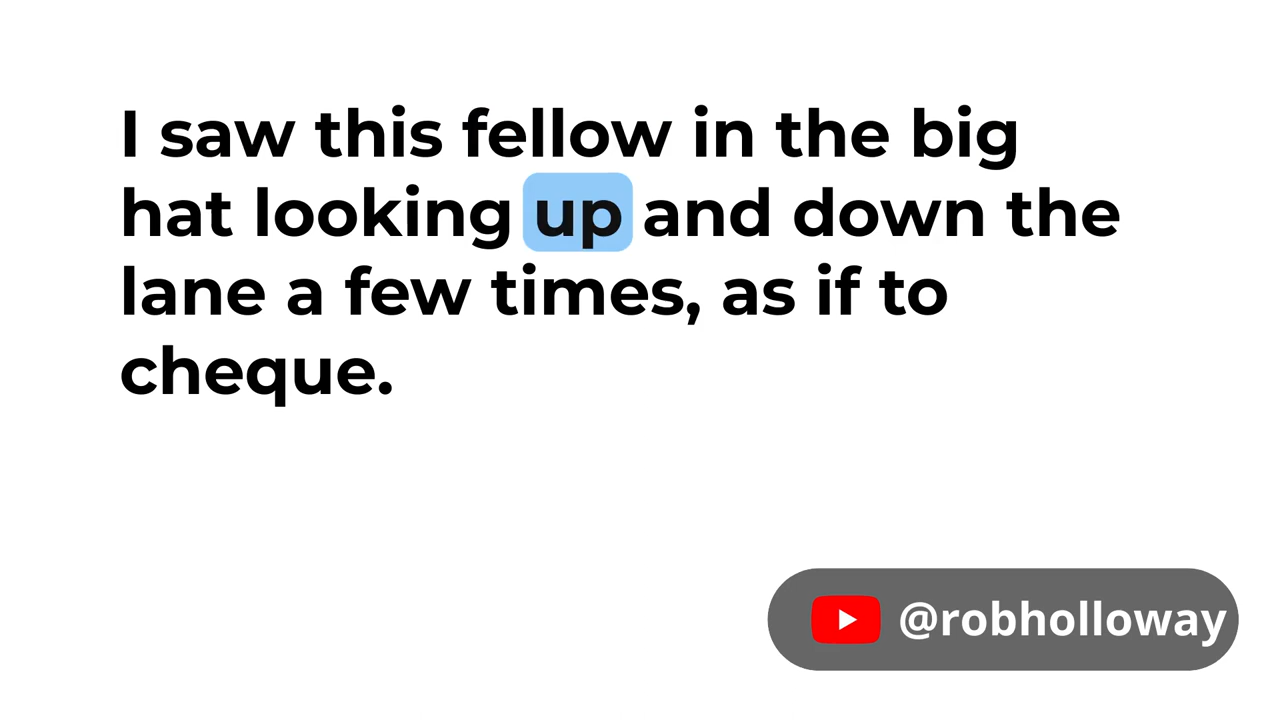 I saw this fellow in the big
hat looking up and down the
lane a few times, as if to
cheque.
@robholloway